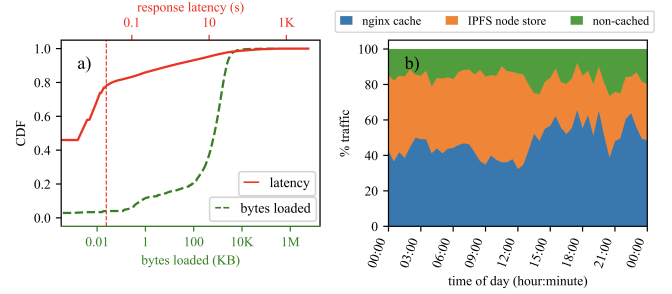 response latency (s)
0.1 10 1K
a)
CDF
1.0
0.8
0.6
0.4
0.2
0.0
latency
bytes loaded
0.01 1 100 10K 1M
bytes loaded (KB)
nginx cache IPFS node store non-cached
b)
% traffic
100
80
60
40
20
0
00:00 03:00 06:00 09:00 12:00 15:00 18:00 21:00 00:00
time of day (hour:minute)